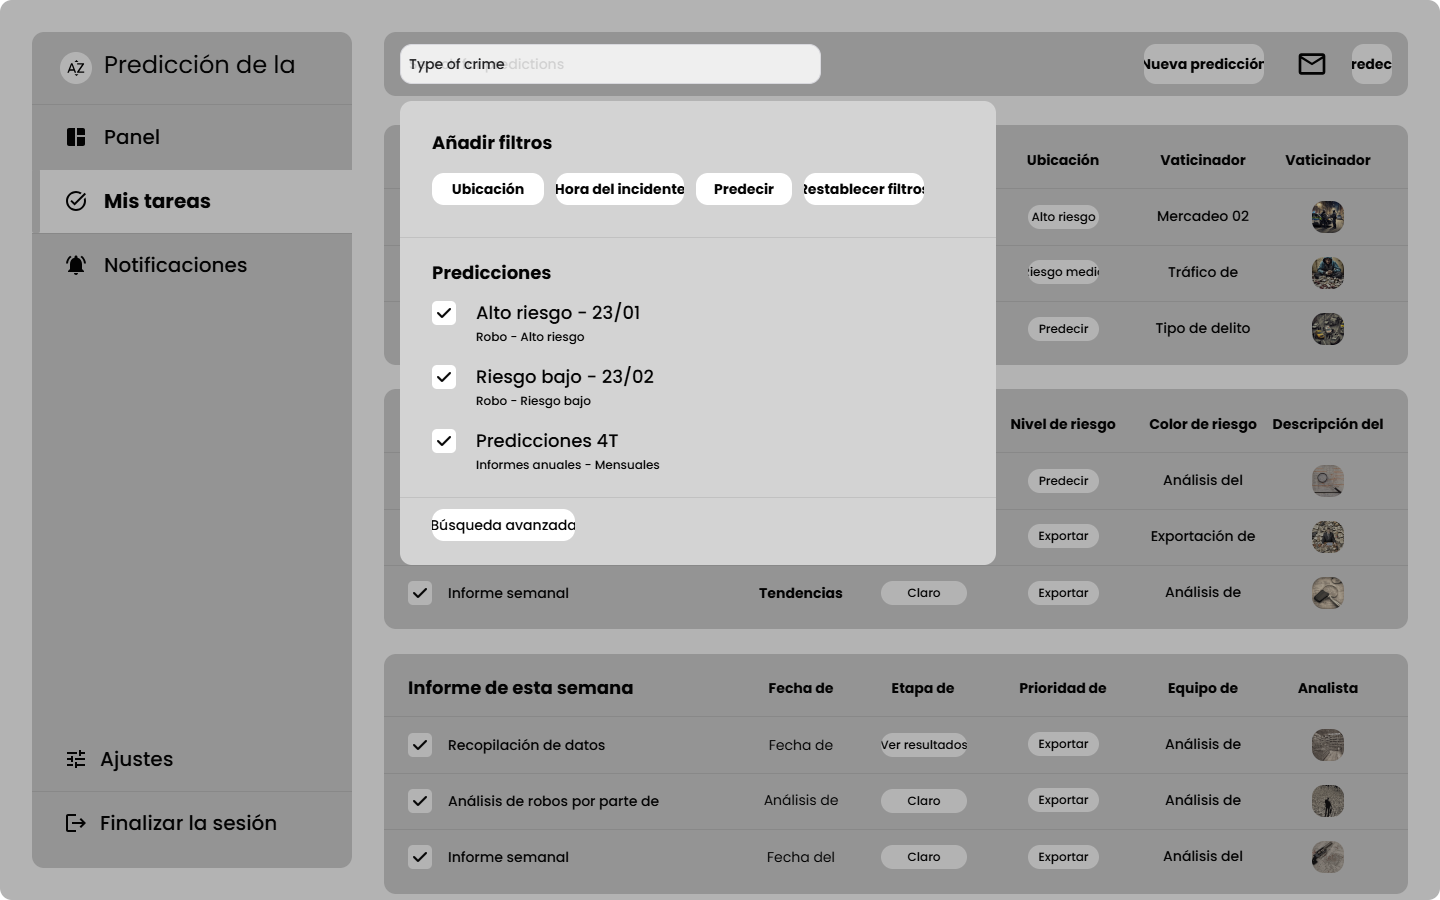 Predicción de la
Panel
Mis tareas
Notificaciones
Ajustes
Finalizar la sesión
Type of crime
Nueva predicción
redec
Añadir filtros
Ubicación
Hora del incidente
Predecir
Restablecer filtros
Predicciones
Alto riesgo - 23/01
Robo - Alto riesgo
Riesgo bajo - 23/02
Robo - Riesgo bajo
Predicciones 4T
Informes anuales - Mensuales
Búsqueda avanzada
Ubicación Vaticinador Vaticinador
Alto riesgo Mercadeo 02
riesgo medio Tráfico de
Predecir Tipo de delito
Nivel de riesgo Color de riesgo Descripción del
Predecir Análisis del
Exportar Exportación de
Informe semanal Tendencias Claro Exportar Análisis de
Informe de esta semana Fecha de Etapa de Prioridad de Equipo de Analista
Recopilación de datos Fecha de Ver resultados Exportar Análisis de
Análisis de robos por parte de Análisis de Claro Exportar Análisis de
Informe semanal Fecha del Claro Exportar Análisis del